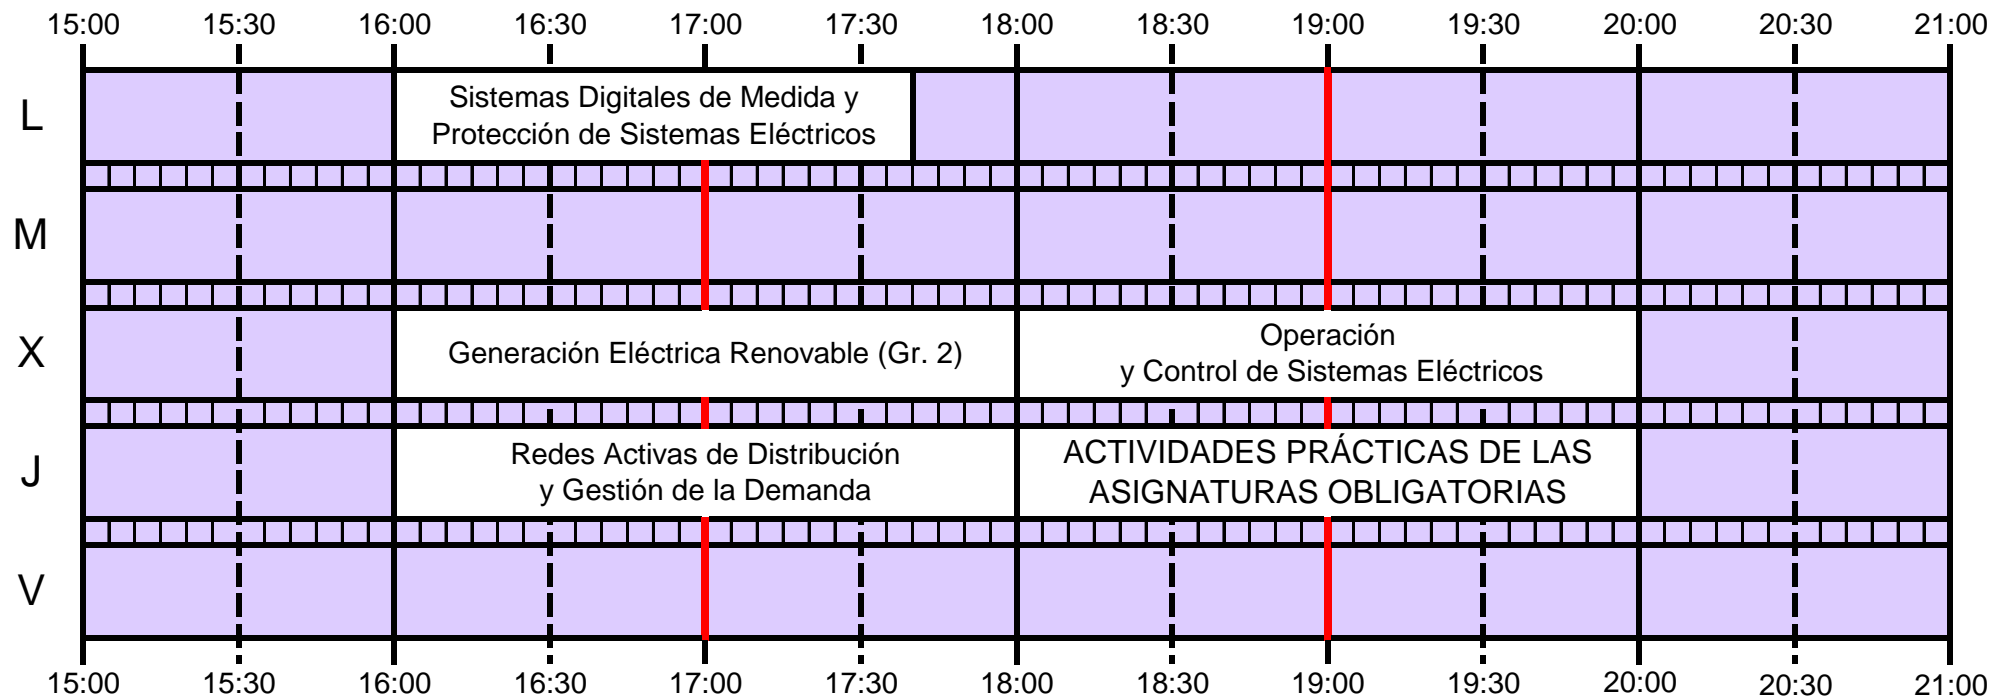 15:00 15:30 16:00 16:30 17:00 17:30 18:00 18:30 19:00 19:30 20:00 20:30 21:00
L
Sistemas Digitales de Medida y
Protección de Sistemas Eléctricos
M
X
Generación Eléctrica Renovable (Gr. 2)
Operación
y Control de Sistemas Eléctricos
J
Redes Activas de Distribución
y Gestión de la Demanda
ACTIVIDADES PRÁCTICAS DE LAS
ASIGNATURAS OBLIGATORIAS
V
15:00 15:30 16:00 16:30 17:00 17:30 18:00 18:30 19:00 19:30 20:00 20:30 21:00